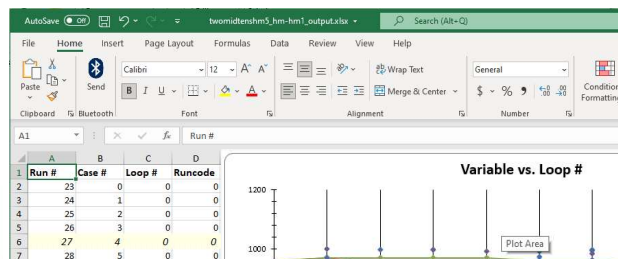 AutoSave Off twomidtenshm5_hm-hm1_output.xlsx Search (Alt+Q)
File Home Insert Page Layout Formulas Data Review View Help
Paste Send Calibri 12 A^ A˅ Wrap Text General Condition
B I U A Merge & Center $ % 9 Formatting
Clipboard Bluetooth Font Alignment Number
A1 fx Run #
A B C D
1 Run # Case # Loop # Runcode Variable vs. Loop #
2 23 0 0 0 1200
3 24 1 0 0
4 25 2 0 0
5 26 3 0 0
6 27 4 0 0 Plot Area
7 28 5 0 0 1000